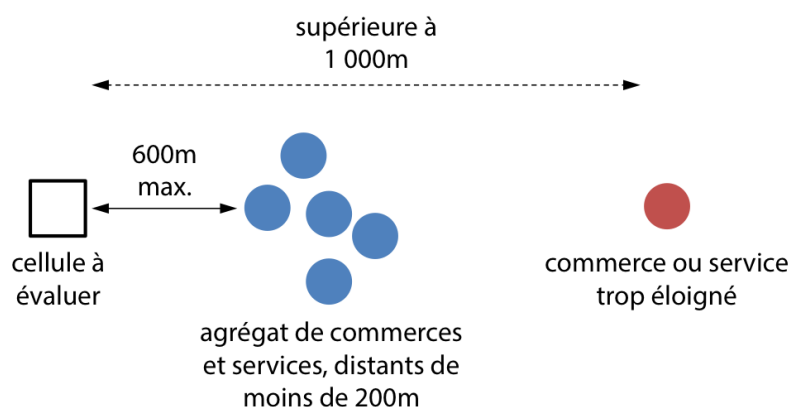 supérieure à
1 000m
600m
max.
cellule à
évaluer
agrégat de commerces
et services, distants de
moins de 200m
commerce ou service
trop éloigné